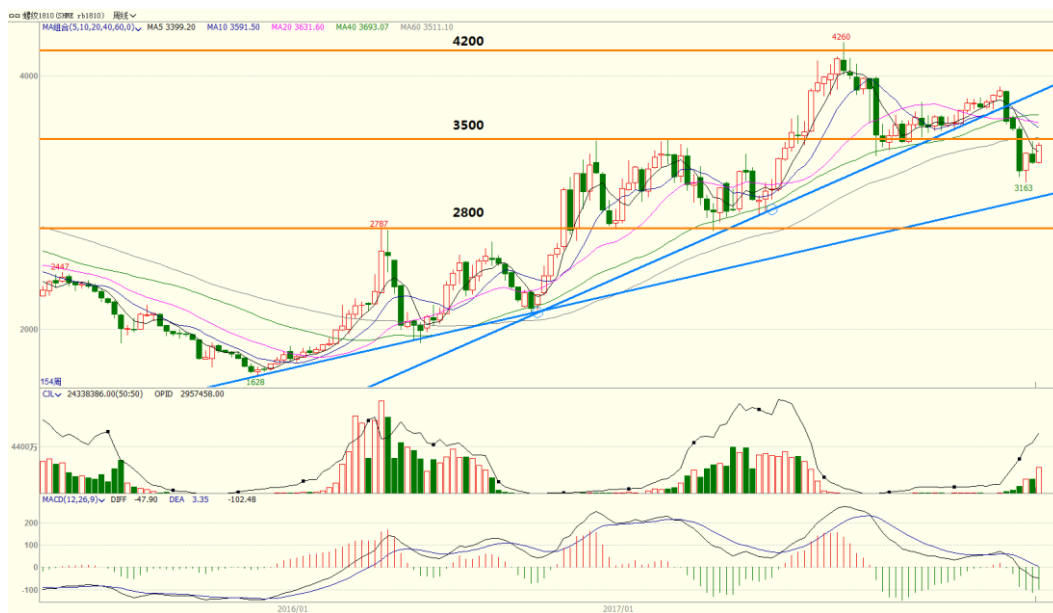 螺纹1810 (SHFE rb1810) 周线
MA组合(5,10,20,40,60,0) MA5 3399.20 MA10 3591.50 MA20 3631.60 MA40 3693.07 MA60 3511.10
4200
4260
4000
3500
3163
2800
2787
2447
2000
1628
154周
CJL 24338386.00(50:50) OPID 2957458.00
4400万
MACD(12,26,9) DIFF -47.90 DEA 3.35 -102.48
200
100
0
-100
2016/01 2017/01